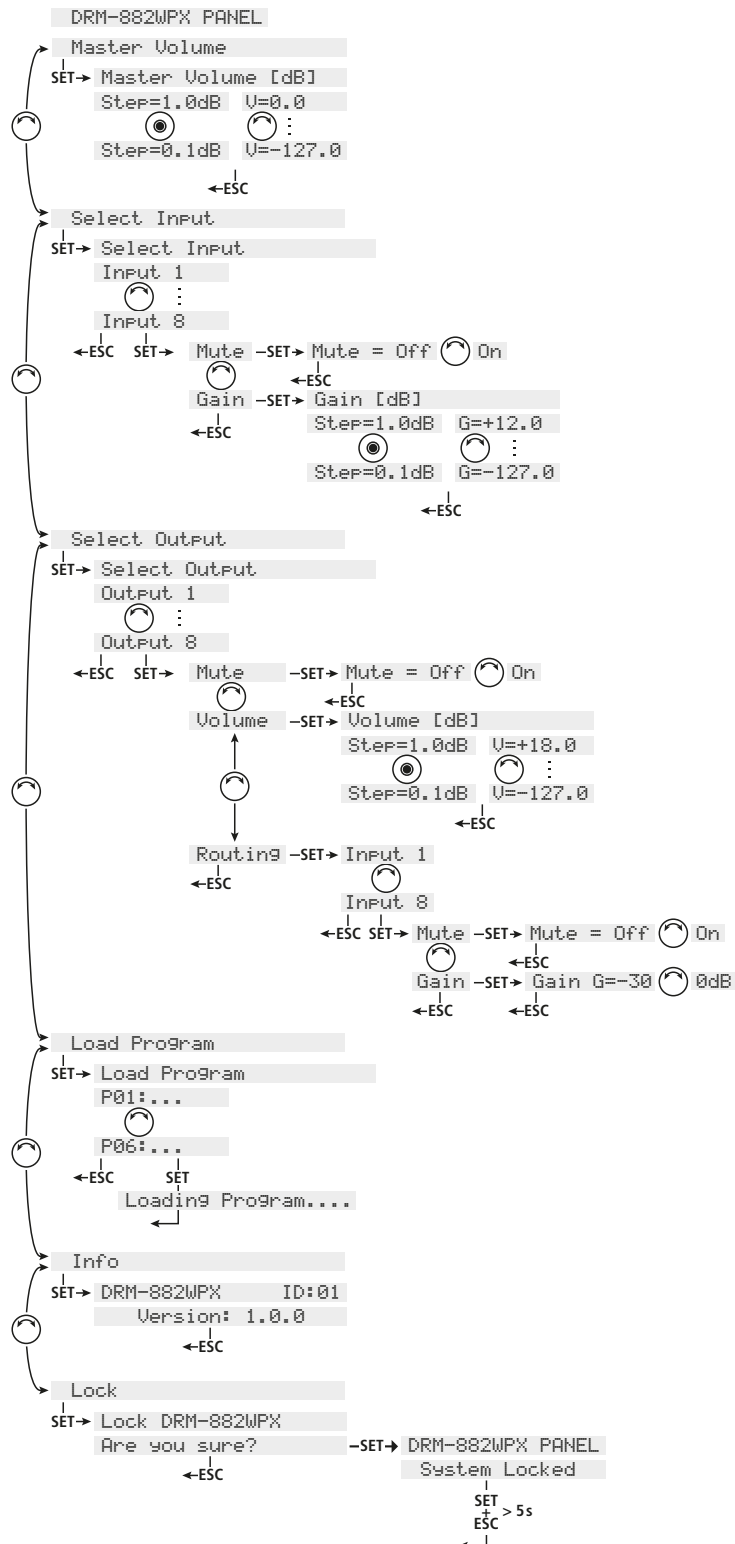 DRM-882WPX PANEL
Master Volume
SET Master Volume [dB]
Step=1.0dB V=0.0
Step=0.1dB V=-127.0
ESC
Select Input
SET Select Input
Input 1
Input 8
ESC SET Mute SET Mute = Off On
ESC
Gain SET Gain [dB]
ESC
Step=1.0dB G=+12.0
Step=0.1dB G=-127.0
ESC
Select Output
SET Select Output
Output 1
Output 8
ESC SET Mute SET Mute = Off On
ESC
Volume SET Volume [dB]
Step=1.0dB V=+18.0
Step=0.1dB V=-127.0
ESC
Routing SET Input 1
ESC
Input 8
ESC SET Mute SET Mute = Off On
ESC
Gain SET Gain G=-30 0dB
ESC ESC
Load Program
SET Load Program
P01:...
P06:...
ESC SET
Loading Program....
Info
SET DRM-882WPX ID:01
Version: 1.0.0
ESC
Lock
SET Lock DRM-882WPX
Are you sure? SET DRM-882WPX PANEL
ESC
System Locked
SET
+ > 5s
ESC